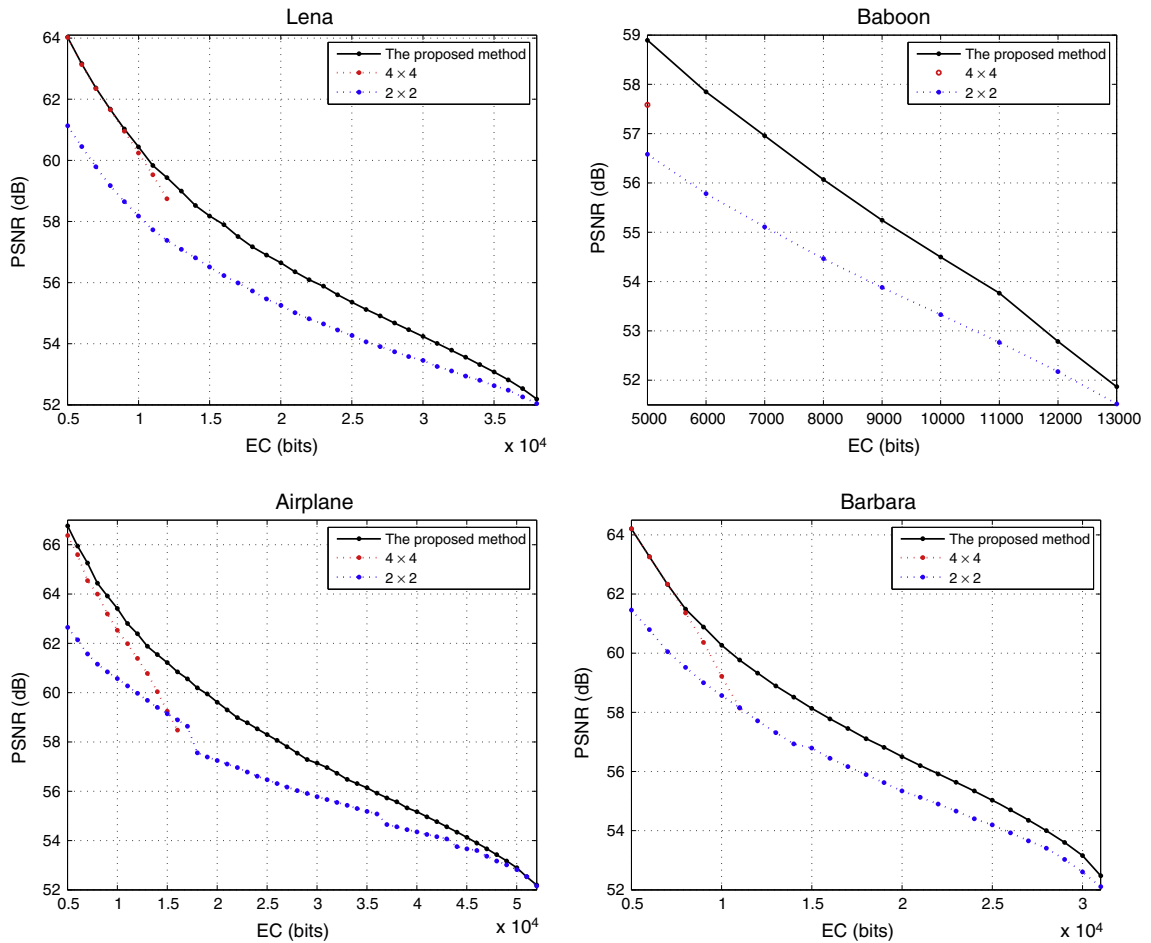 Lena
64
62
60
58
56
54
52
PSNR (dB)
The proposed method
4 × 4
2 × 2
0.5 1 1.5 2 2.5 3 3.5
EC (bits)
x 10⁴
Baboon
59
58
57
56
55
54
53
52
PSNR (dB)
The proposed method
4 × 4
2 × 2
5000 6000 7000 8000 9000 10000 11000 12000 13000
EC (bits)
Airplane
66
64
62
60
58
56
54
52
PSNR (dB)
The proposed method
4 × 4
2 × 2
0.5 1 1.5 2 2.5 3 3.5 4 4.5 5
EC (bits)
x 10⁴
Barbara
64
62
60
58
56
54
52
PSNR (dB)
The proposed method
4 × 4
2 × 2
0.5 1 1.5 2 2.5 3
EC (bits)
x 10⁴